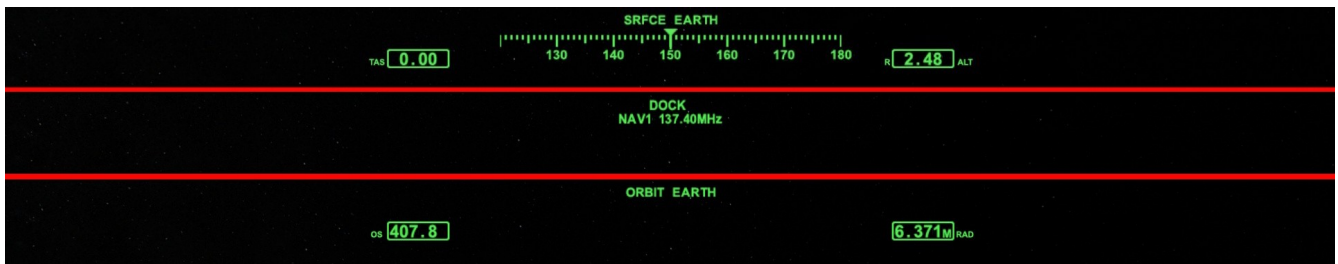 SRFCE EARTH
130 140 150 160 170 180
TAS 0.00
R 2.48 ALT
DOCK
NAV1 137.40MHz
ORBIT EARTH
OS 407.8
6.371M RAD